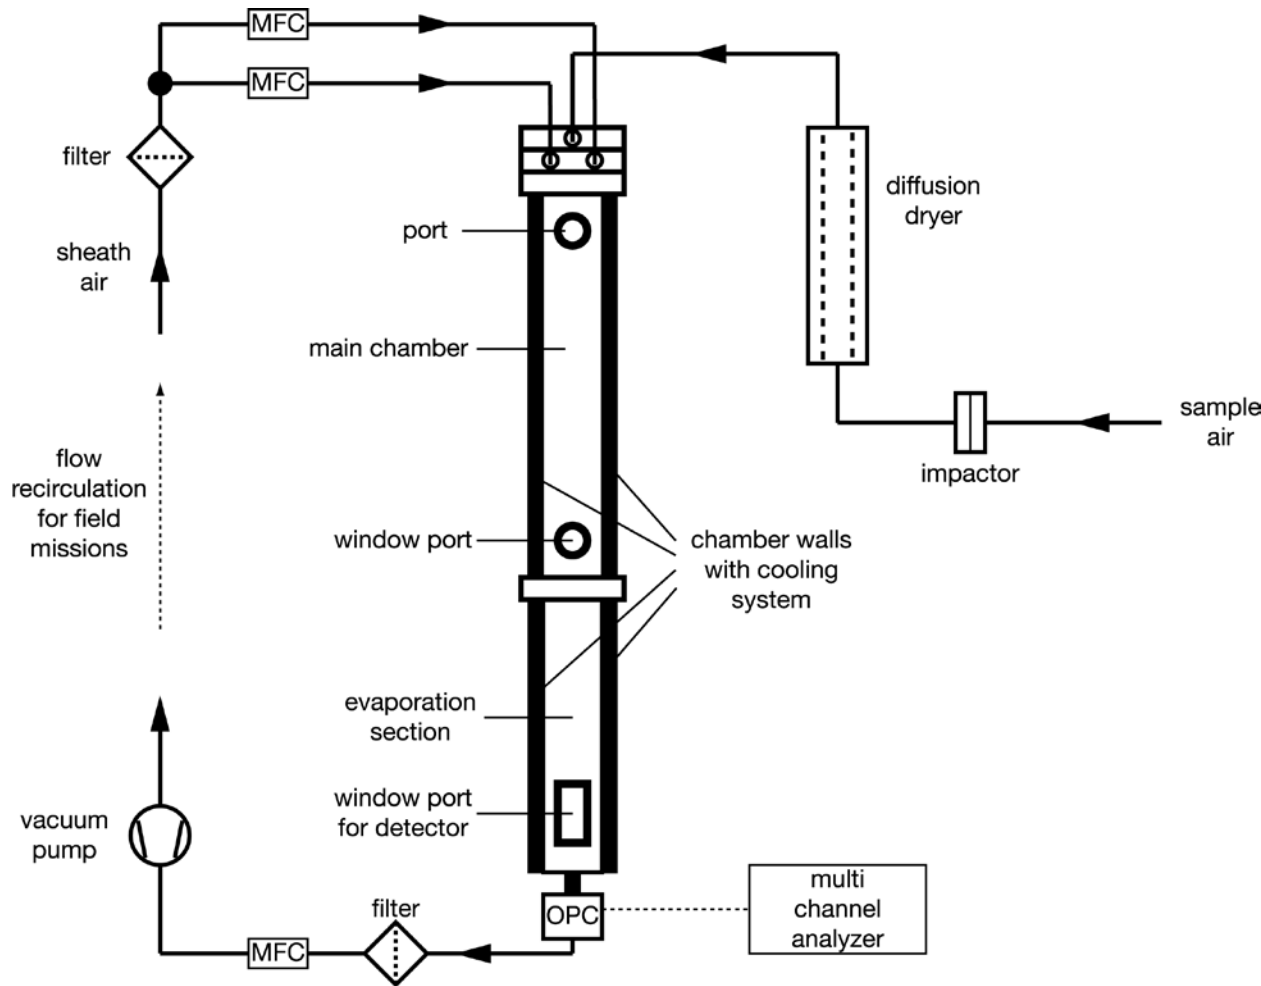 MFC
MFC
filter
sheath
air
port
main chamber
diffusion
dryer
sample
air
impactor
flow
recirculation
for field
missions
window port
chamber walls
with cooling
system
evaporation
section
window port
for detector
vacuum
pump
filter
MFC
OPC
multi
channel
analyzer